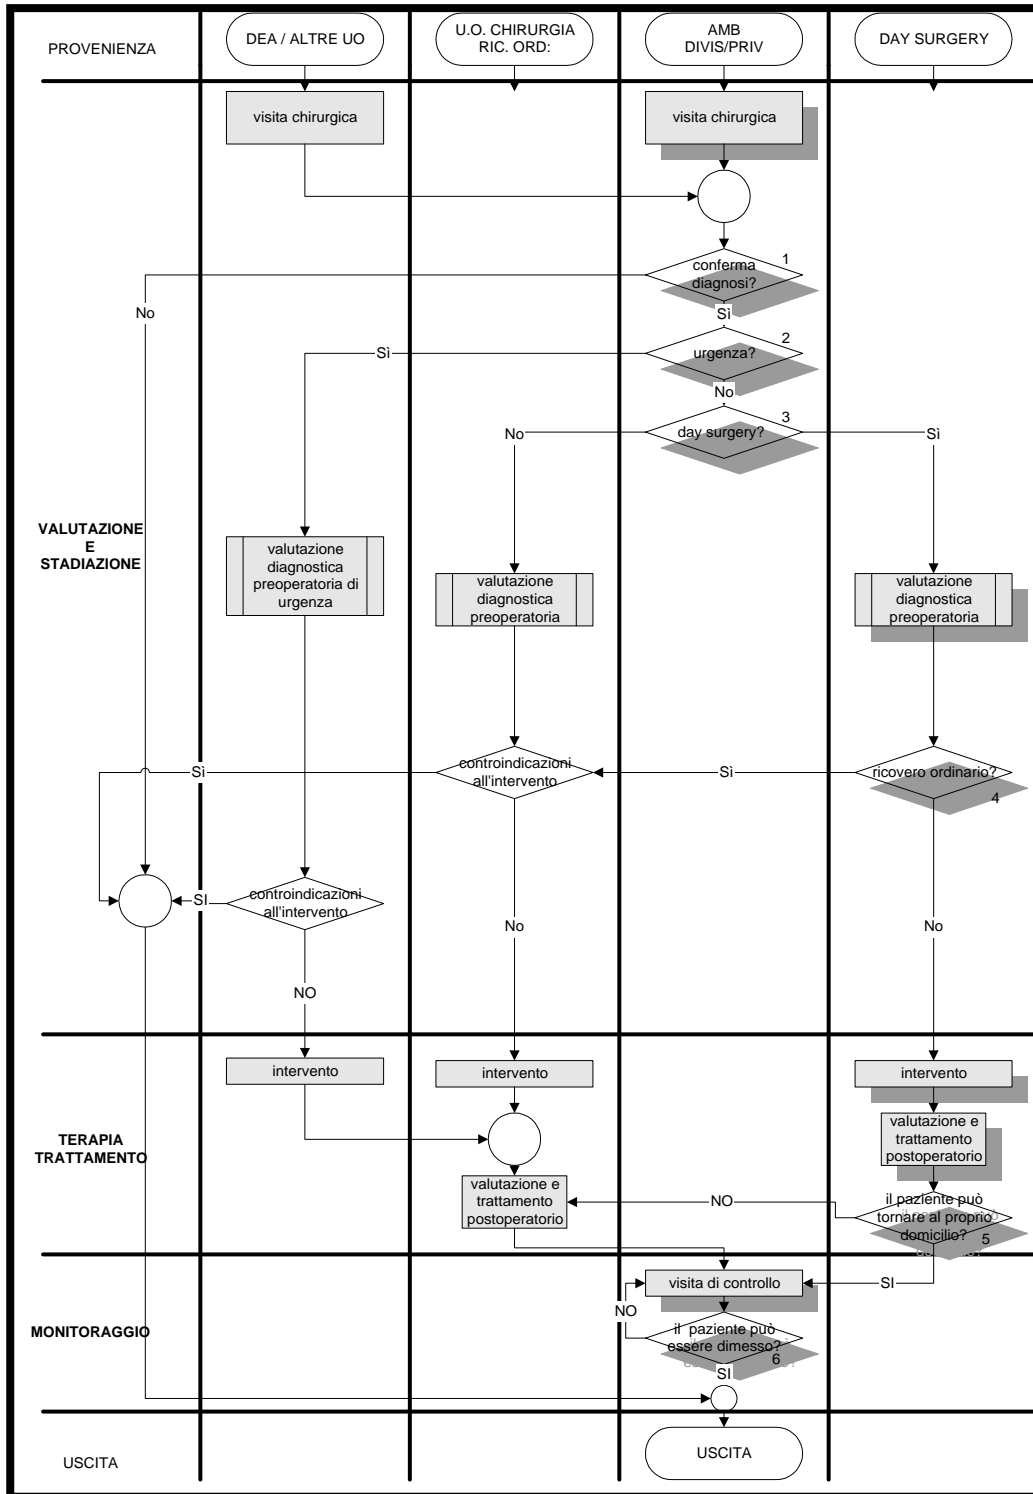 PROVENIENZA
DEA / ALTRE UO
U.O. CHIRURGIA
RIC. ORD:
AMB
DIVIS/PRIV
DAY SURGERY
visita chirurgica
visita chirurgica
conferma
diagnosi?
1
No
Sì
urgenza?
2
Sì
No
day surgery?
3
No
Sì
VALUTAZIONE
E
STADIAZIONE
valutazione
diagnostica
preoperatoria di
urgenza
valutazione
diagnostica
preoperatoria
valutazione
diagnostica
preoperatoria
controindicazioni
all'intervento
Sì
Sì
ricovero ordinario?
4
controindicazioni
all'intervento
SI
No
No
NO
intervento
intervento
intervento
TERAPIA
TRATTAMENTO
valutazione e
trattamento
postoperatorio
valutazione e
trattamento
postoperatorio
NO
il paziente può
tornare al proprio
domicilio?
5
visita di controllo
SI
NO
MONITORAGGIO
il paziente può
essere dimesso?
6
SI
USCITA
USCITA